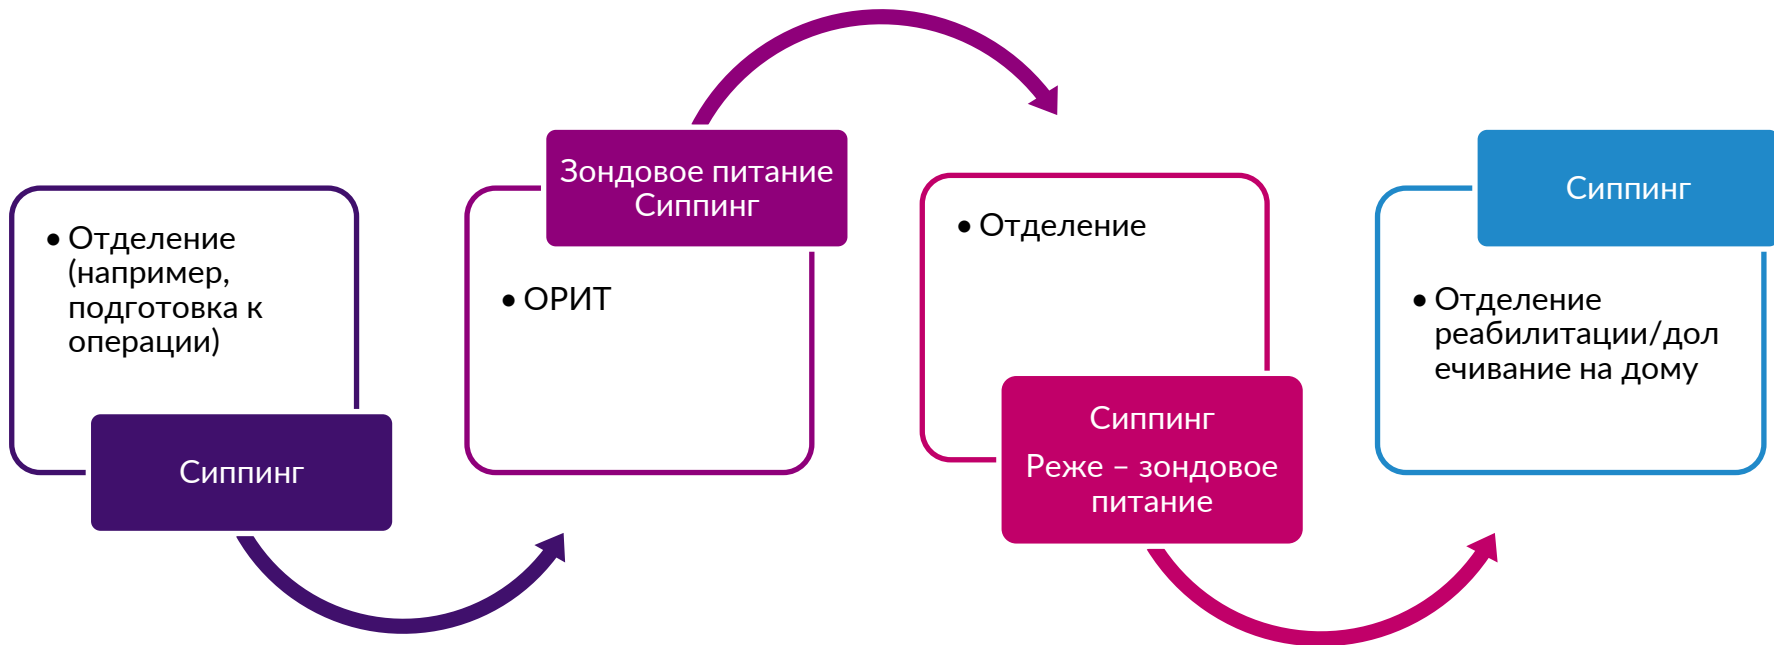 • Отделение
(например,
подготовка к
операции)
Сиппинг
Зондовое питание
Сиппинг
• ОРИТ
• Отделение
Сиппинг
Реже – зондовое
питание
Сиппинг
• Отделение
реабилитации/дол
ечивание на дому